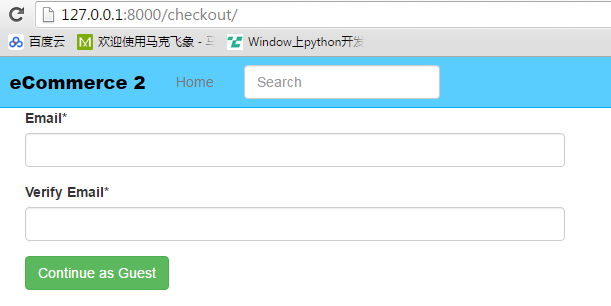 127.0.0.1:8000/checkout/
百度云 欢迎使用马克飞象 - Window上python开发
eCommerce 2 Home Search
Email*
Verify Email*
Continue as Guest